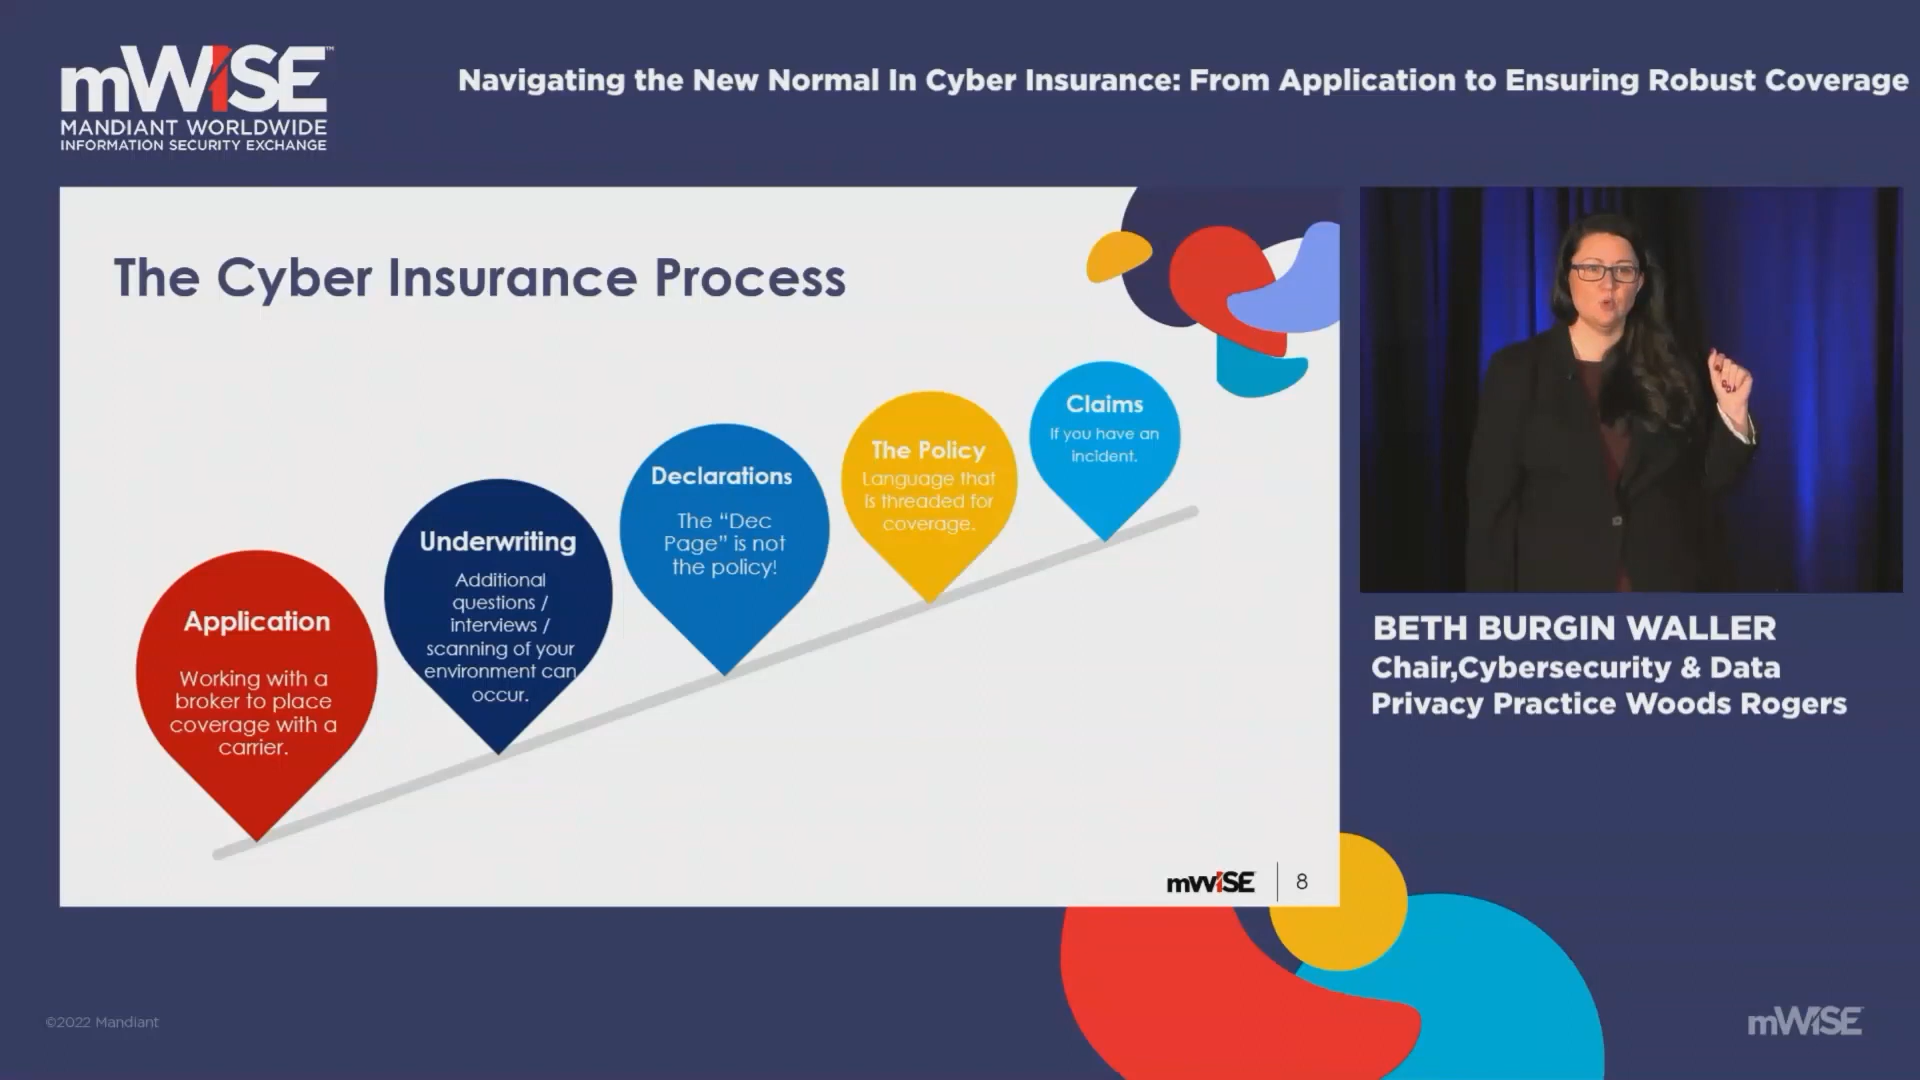 mWISE™
MANDIANT WORLDWIDE
INFORMATION SECURITY EXCHANGE
Navigating the New Normal In Cyber Insurance: From Application to Ensuring Robust Coverage
The Cyber Insurance Process
Application
Working with a
broker to place
coverage with a
carrier.
Underwriting
Additional
questions /
interviews /
scanning of your
environment can
occur.
Declarations
The “Dec
Page” is not
the policy!
The Policy
Language that
is threaded for
coverage.
Claims
If you have an
incident.
mWISE
8
BETH BURGIN WALLER
Chair,Cybersecurity & Data
Privacy Practice Woods Rogers
©2022 Mandiant
mWISE